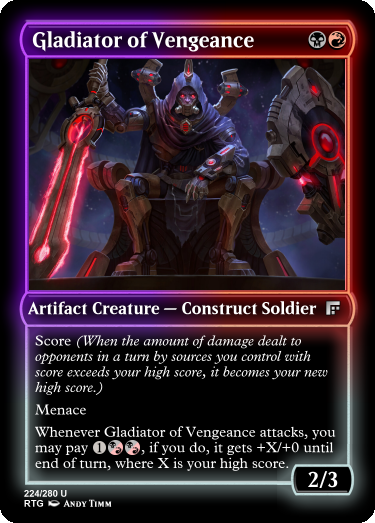 Gladiator of Vengeance
Artifact Creature — Construct Soldier
Score (When the amount of damage dealt to
opponents in a turn by sources you control with
score exceeds your high score, it becomes your new
high score.)
Menace
Whenever Gladiator of Vengeance attacks, you
may pay 1, if you do, it gets +X/+0 until
end of turn, where X is your high score.
2/3
224/280 U
RTG Andy Timm